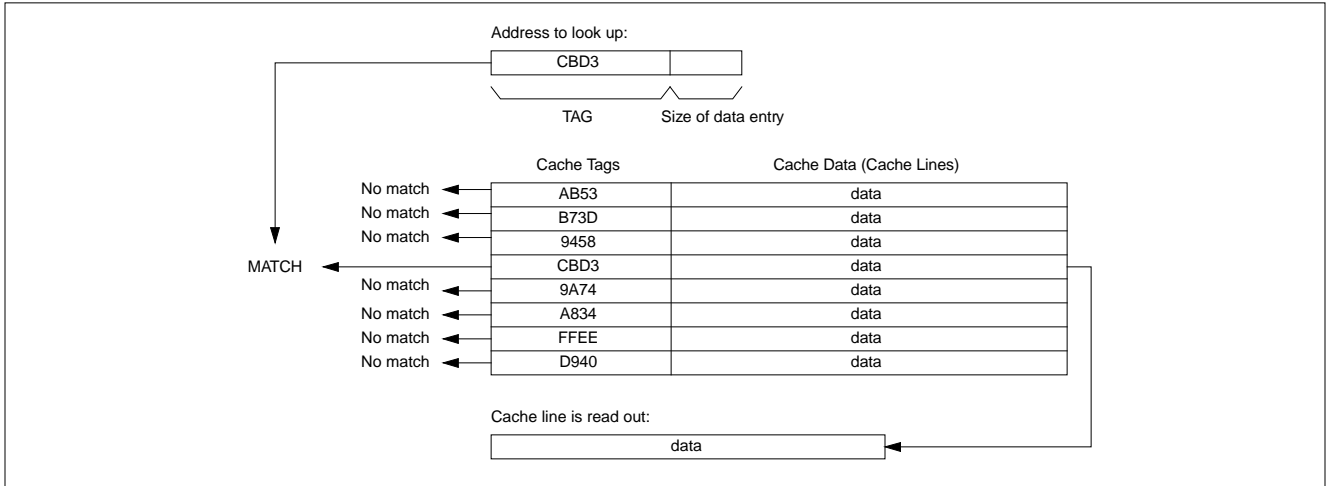 Address to look up:
CBD3
TAG Size of data entry
Cache Tags Cache Data (Cache Lines)
No match AB53 data
No match B73D data
No match 9458 data
MATCH CBD3 data
No match 9A74 data
No match A834 data
No match FFEE data
No match D940 data
Cache line is read out:
data